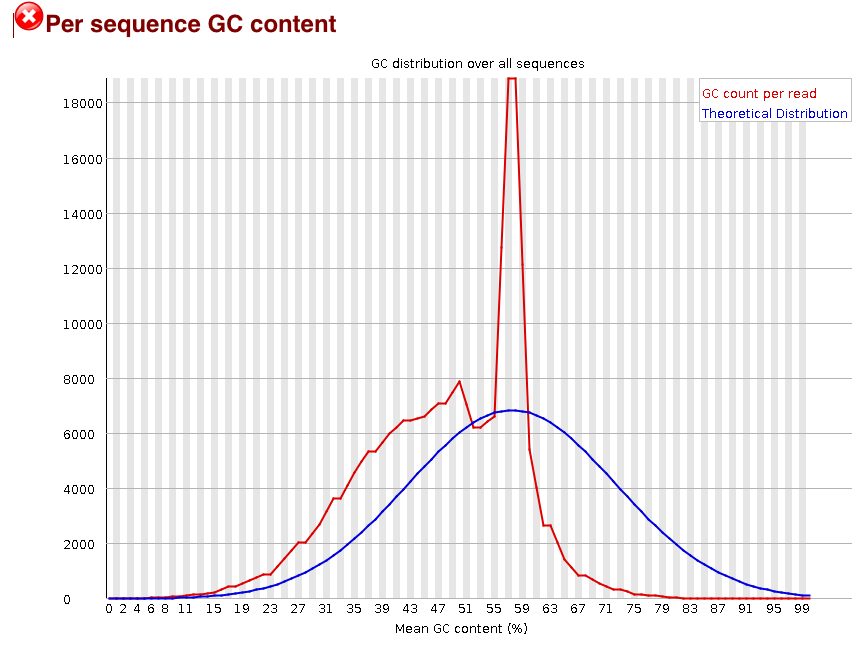 Per sequence GC content
GC distribution over all sequences
GC count per read
Theoretical Distribution
18000
16000
14000
12000
10000
8000
6000
4000
2000
0
0 2 4 6 8 11 15 19 23 27 31 35 39 43 47 51 55 59 63 67 71 75 79 83 87 91 95 99
Mean GC content (%)